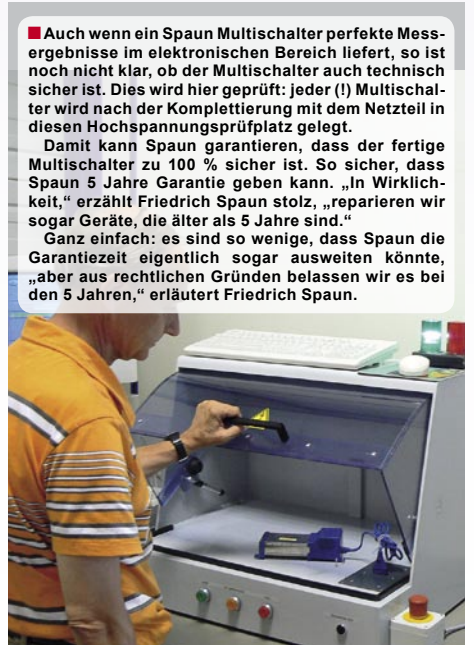 Auch wenn ein Spaun Multischalter perfekte Mess-
ergebnisse im elektronischen Bereich liefert, so ist
noch nicht klar, ob der Multischalter auch technisch
sicher ist. Dies wird hier geprüft: jeder (!) Multischal-
ter wird nach der Komplettierung mit dem Netzteil in
diesen Hochspannungsprüfplatz gelegt.
Damit kann Spaun garantieren, dass der fertige
Multischalter zu 100 % sicher ist. So sicher, dass
Spaun 5 Jahre Garantie geben kann. „In Wirklich-
keit,“ erzählt Friedrich Spaun stolz, „reparieren wir
sogar Geräte, die älter als 5 Jahre sind.“
Ganz einfach: es sind so wenige, dass Spaun die
Garantiezeit eigentlich sogar ausweiten könnte,
„aber aus rechtlichen Gründen belassen wir es bei
den 5 Jahren,“ erläutert Friedrich Spaun.